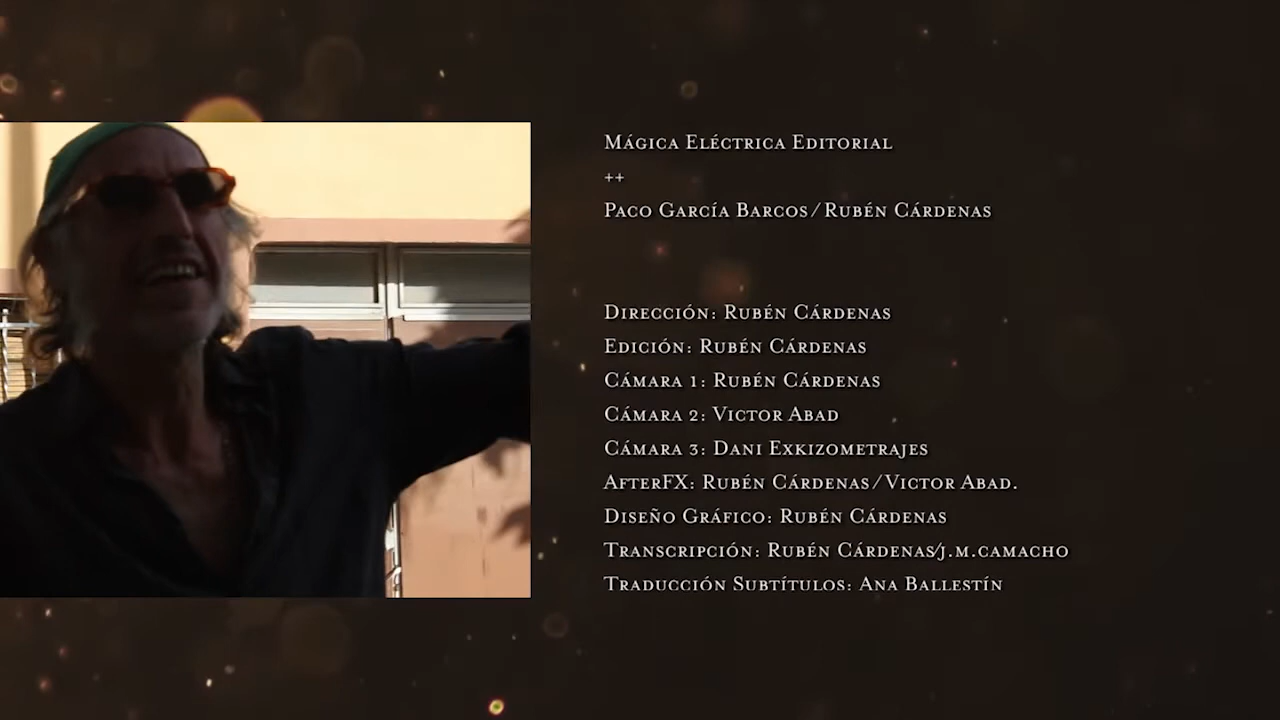 Mágica Eléctrica Editorial
++
Paco García Barcos/Rubén Cárdenas
Dirección: Rubén Cárdenas
Edición: Rubén Cárdenas
Cámara 1: Rubén Cárdenas
Cámara 2: Victor Abad
Cámara 3: Dani Exkizometrajes
AfterFX: Rubén Cárdenas/Victor Abad.
Diseño Gráfico: Rubén Cárdenas
Transcripción: Rubén Cárdenas/j.m.camacho
Traducción Subtítulos: Ana Ballestín